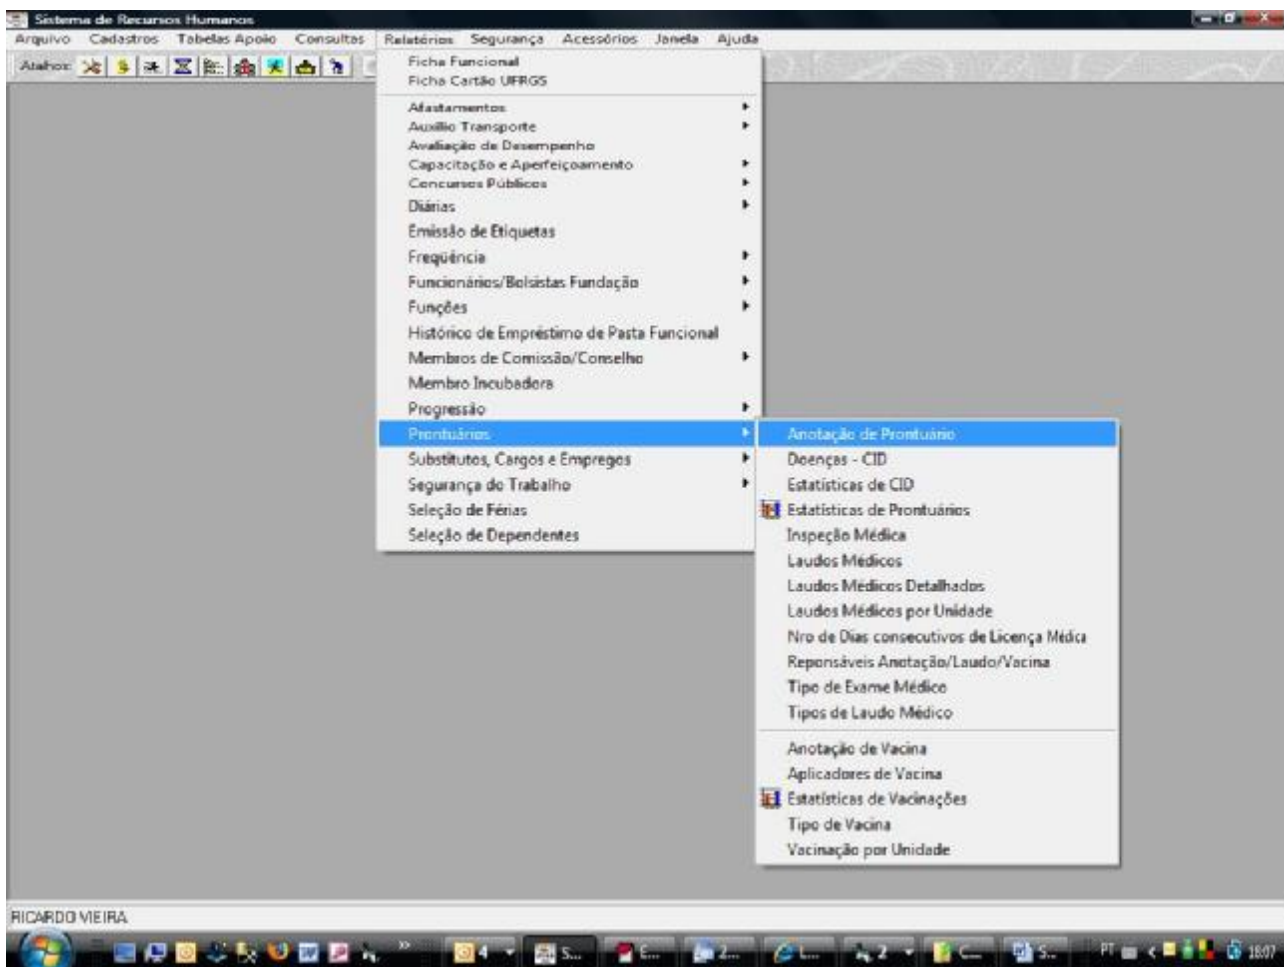 Sistema de Recursos Humanos
Arquivo Cadastros Tabelas Apoio Consultas Relatórios Segurança Acessórios Janela Ajuda
Atalhos:
Ficha Funcional
Ficha Cartão UFRGS
Afastamentos
Auxílio Transporte
Avaliação de Desempenho
Capacitação e Aperfeiçoamento
Concursos Públicos
Diárias
Emissão de Etiquetas
Freqüência
Funcionários/Bolsistas Fundação
Funções
Histórico de Empréstimo de Pasta Funcional
Membros de Comissão/Conselho
Membro Incubadora
Progressão
Prontuários
Substitutos, Cargos e Empregos
Segurança do Trabalho
Seleção de Férias
Seleção de Dependentes
Anotação de Prontuário
Doenças - CID
Estatísticas de CID
Estatísticas de Prontuários
Inspeção Médica
Laudos Médicos
Laudos Médicos Detalhados
Laudos Médicos por Unidade
Nro de Dias consecutivos de Licença Médica
Reponsáveis Anotação/Laudo/Vacina
Tipo de Exame Médico
Tipos de Laudo Médico
Anotação de Vacina
Aplicadores de Vacina
Estatísticas de Vacinações
Tipo de Vacina
Vacinação por Unidade
RICARDO VIEIRA
4 S... E... 2... L... 2 C... S... PT 18:07